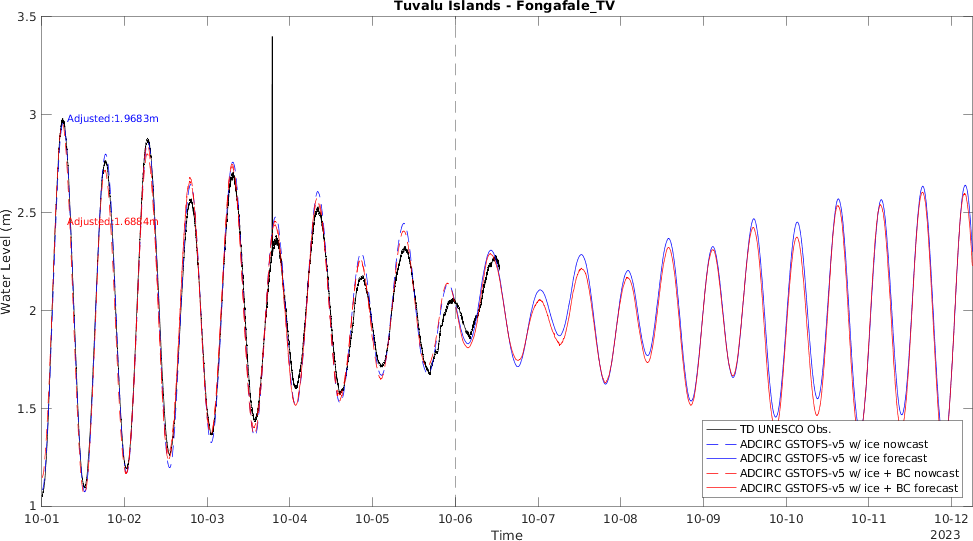 Tuvalu Islands - Fongafale_TV
3.5
3
2.5
2
1.5
1
Water Level (m)
Adjusted:1.9683m
Adjusted:1.6884m
TD UNESCO Obs.
ADCIRC GSTOFS-v5 w/ ice nowcast
ADCIRC GSTOFS-v5 w/ ice forecast
ADCIRC GSTOFS-v5 w/ ice + BC nowcast
ADCIRC GSTOFS-v5 w/ ice + BC forecast
10-01 10-02 10-03 10-04 10-05 10-06 10-07 10-08 10-09 10-10 10-11 10-12
2023
Time